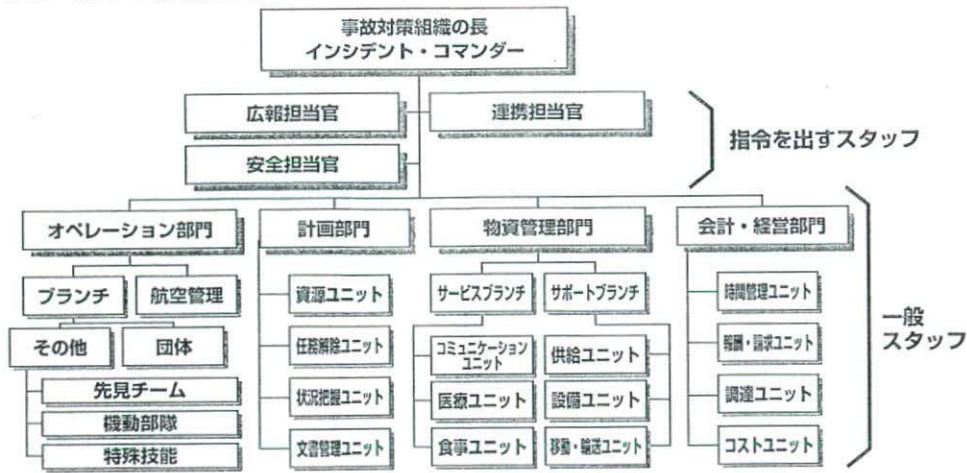 事故対策組織の長
インシデント・コマンダー
広報担当官
連携担当官
安全担当官
指令を出すスタッフ
オペレーション部門
計画部門
物資管理部門
会計・経営部門
ブランチ
航空管理
その他
団体
先見チーム
機動部隊
特殊技能
資源ユニット
任務解除ユニット
状況把握ユニット
文書管理ユニット
サービスブランチ
サポートブランチ
コミュニケーション
ユニット
医療ユニット
食事ユニット
供給ユニット
設備ユニット
移動・輸送ユニット
時間管理ユニット
報酬・請求ユニット
調達ユニット
コストユニット
一般
スタッフ